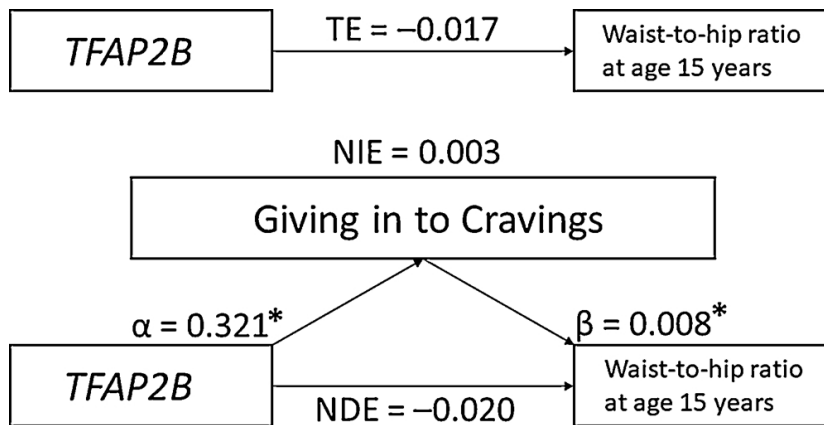 TFAP2B
TE = –0.017
Waist-to-hip ratio
at age 15 years
NIE = 0.003
Giving in to Cravings
α = 0.321*
β = 0.008*
TFAP2B
NDE = –0.020
Waist-to-hip ratio
at age 15 years